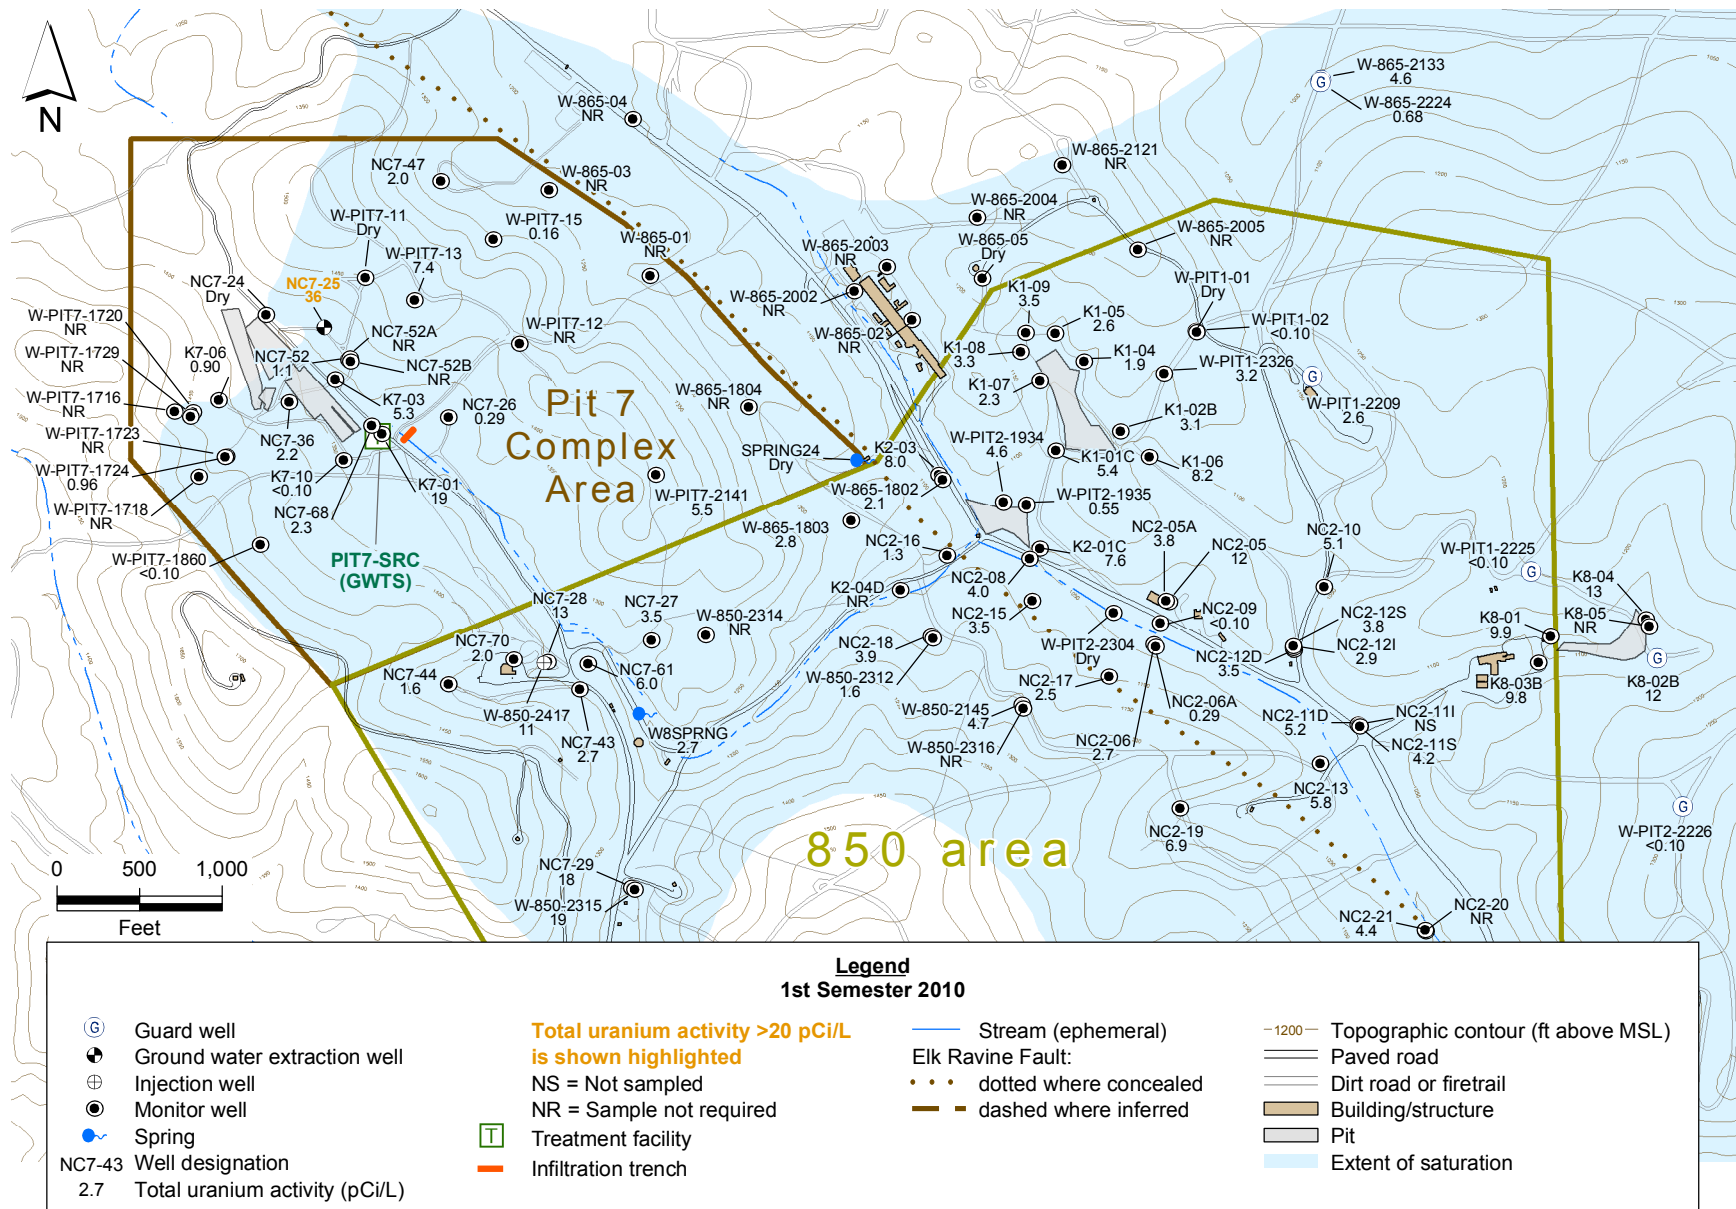 N
W-865-04
NR
W-865-2133
4.6
W-865-2224
0.68
NC7-47
2.0
W-865-03
NR
W-865-2121
NR
W-PIT7-11
Dry
W-PIT7-15
0.16
W-865-01
NR
W-865-2003
NR
W-865-2004
NR
W-865-05
Dry
W-865-2005
NR
W-PIT7-13
7.4
NC7-24
Dry
NC7-25
36
W-865-2002
NR
W-865-02
NR
K1-09
3.5
K1-05
2.6
W-PIT1-01
Dry
W-PIT1-02
<0.10
W-PIT7-1720
NR
W-PIT7-1729
NR
K7-06
0.90
NC7-52A
NR
NC7-52
1.1
NC7-52B
NR
W-PIT7-12
NR
K1-08
3.3
K1-04
1.9
W-PIT1-2326
3.2
K1-07
2.3
W-PIT7-1716
NR
K7-03
5.3
NC7-26
0.29
W-865-1804
NR
K1-02B
3.1
W-PIT1-2209
2.6
Pit 7
Complex
Area
W-PIT7-1723
NR
NC7-36
2.2
W-PIT7-1724
0.96
K7-10
<0.10
K7-01
19
SPRING24
Dry
K2-03
8.0
W-PIT2-1934
4.6
K1-01C
5.4
K1-06
8.2
W-PIT7-1718
NR
NC7-68
2.3
W-PIT7-2141
5.5
W-865-1802
2.1
W-PIT2-1935
0.55
W-865-1803
2.8
NC2-16
1.3
NC2-05A
3.8
NC2-05
12
NC2-10
5.1
K2-01C
7.6
W-PIT7-1860
<0.10
PIT7-SRC
(GWTS)
W-PIT1-2225
<0.10
K8-04
13
NC2-08
4.0
K2-04D
NR
NC7-28
13
NC7-27
3.5
W-850-2314
NR
NC2-15
3.5
NC2-09
<0.10
NC2-12S
3.8
K8-01
9.9
K8-05
NR
NC7-70
2.0
NC2-18
3.9
W-PIT2-2304
Dry
NC2-12D
3.5
NC2-12I
2.9
NC7-44
1.6
NC7-61
6.0
W-850-2312
1.6
NC2-17
2.5
K8-03B
9.8
K8-02B
12
W-850-2417
11
NC7-43
2.7
W8SPRNG
2.7
W-850-2145
4.7
NC2-06A
0.29
NC2-11D
5.2
NC2-11I
NS
W-850-2316
NR
NC2-06
2.7
NC2-11S
4.2
NC2-13
5.8
NC2-19
6.9
W-PIT2-2226
<0.10
850 area
0 500 1,000
Feet
NC7-29
18
W-850-2315
19
NC2-21
4.4
NC2-20
NR
Legend
1st Semester 2010
G Guard well
Ground water extraction well
Injection well
Monitor well
Spring
NC7-43 Well designation
2.7 Total uranium activity (pCi/L)
Total uranium activity >20 pCi/L
is shown highlighted
NS = Not sampled
NR = Sample not required
T Treatment facility
Infiltration trench
Stream (ephemeral)
Elk Ravine Fault:
dotted where concealed
dashed where inferred
1200 Topographic contour (ft above MSL)
Paved road
Dirt road or firetrail
Building/structure
Pit
Extent of saturation